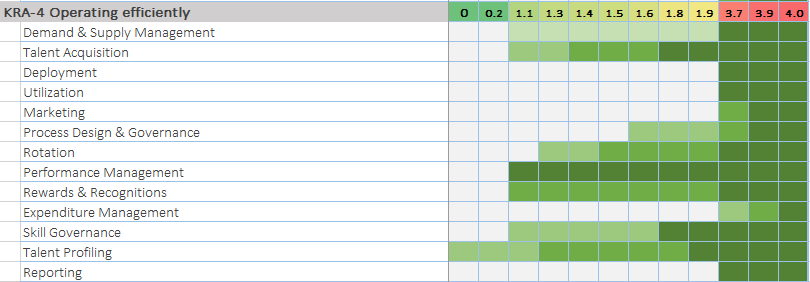 KRA-4 Operating efficiently 0 0.2 1.1 1.3 1.4 1.5 1.6 1.8 1.9 3.7 3.9 4.0
Demand & Supply Management
Talent Acquisition
Deployment
Utilization
Marketing
Process Design & Governance
Rotation
Performance Management
Rewards & Recognitions
Expenditure Management
Skill Governance
Talent Profiling
Reporting